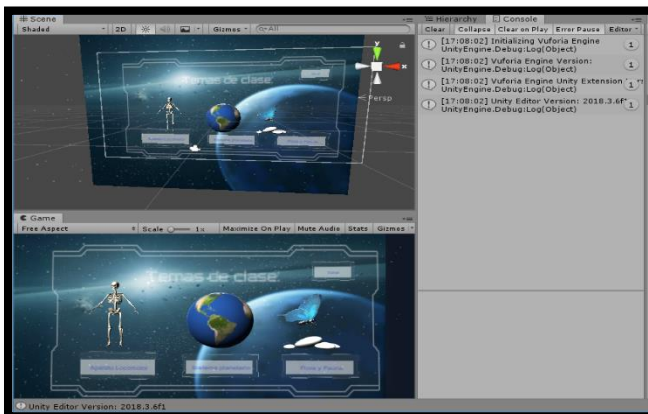 Scene
Shaded
2D
Gizmos
All
Temas de clase
y
x
Persp
Game
Free Aspect
Scale
1x
Maximize On Play
Mute Audio
Stats
Gizmos
Temas de clase
Aparato Locomotor
Flora y Fauna
Hierarchy
Console
Clear
Collapse
Clear on Play
Error Pause
Editor
[17:08:02] Initializing Vuforia Engine
UnityEngine.Debug:Log(Object)
1
[17:08:02] Vuforia Engine Version:
UnityEngine.Debug:Log(Object)
1
[17:08:02] Vuforia Engine Unity Extension
UnityEngine.Debug:Log(Object)
1
[17:08:02] Unity Editor Version: 2018.3.6f1
UnityEngine.Debug:Log(Object)
1
Unity Editor Version: 2018.3.6f1